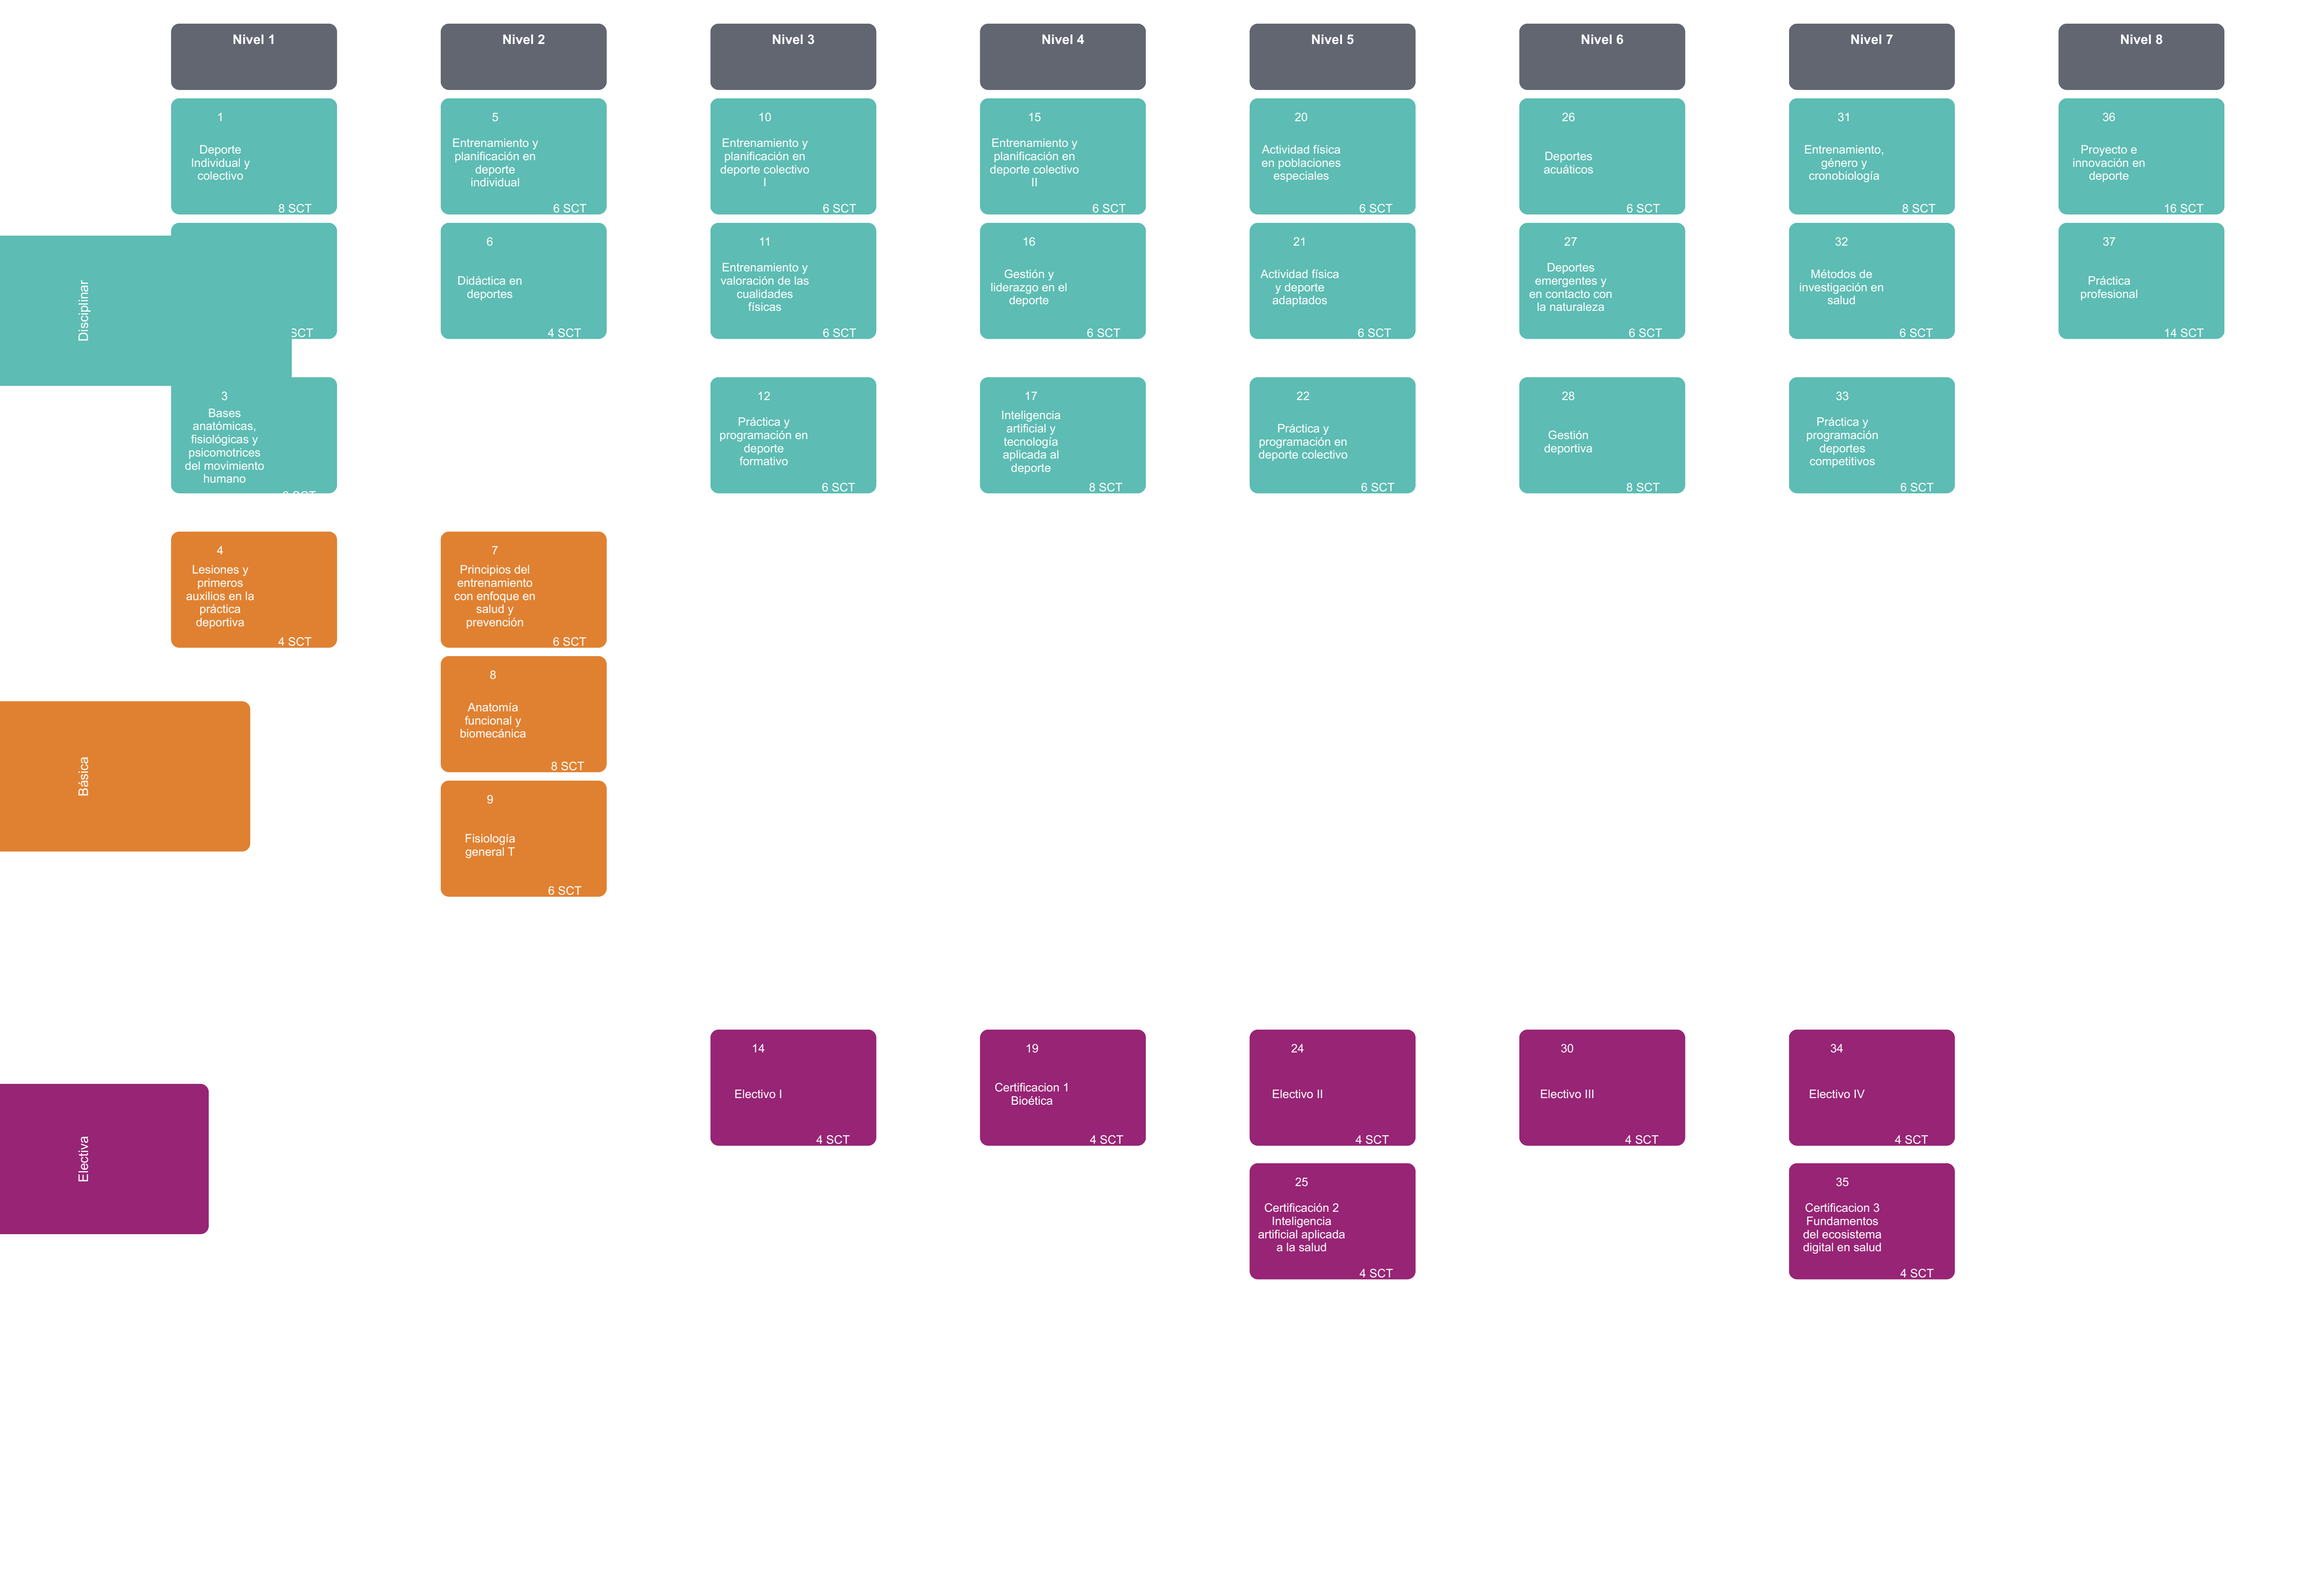 Nivel 1
Nivel 2
Nivel 3
Nivel 4
Nivel 5
Nivel 6
Nivel 7
Nivel 8
1
Deporte
Individual y
colectivo
8 SCT
5
Entrenamiento y
planificación en
deporte
individual
6 SCT
10
Entrenamiento y
planificación en
deporte colectivo
I
6 SCT
15
Entrenamiento y
planificación en
deporte colectivo
II
6 SCT
20
Actividad física
en poblaciones
especiales
6 SCT
26
Deportes
acuáticos
6 SCT
31
Entrenamiento,
género y
cronobiología
8 SCT
36
Proyecto e
innovación en
deporte
16 SCT
Disciplinar
SCT
6
Didáctica en
deportes
4 SCT
11
Entrenamiento y
valoración de las
cualidades
físicas
6 SCT
16
Gestión y
liderazgo en el
deporte
6 SCT
21
Actividad física
y deporte
adaptados
6 SCT
27
Deportes
emergentes y
en contacto con
la naturaleza
6 SCT
32
Métodos de
investigación en
salud
6 SCT
37
Práctica
profesional
14 SCT
3
Bases
anatómicas,
fisiológicas y
psicomotrices
del movimiento
humano
SCT
12
Práctica y
programación en
deporte
formativo
6 SCT
17
Inteligencia
artificial y
tecnología
aplicada al
deporte
8 SCT
22
Práctica y
programación en
deporte colectivo
6 SCT
28
Gestión
deportiva
8 SCT
33
Práctica y
programación
deportes
competitivos
6 SCT
4
Lesiones y
primeros
auxilios en la
práctica
deportiva
4 SCT
7
Principios del
entrenamiento
con enfoque en
salud y
prevención
6 SCT
Básica
8
Anatomía
funcional y
biomecánica
8 SCT
9
Fisiología
general T
6 SCT
Electiva
14
Electivo I
4 SCT
19
Certificacion 1
Bioética
4 SCT
24
Electivo II
4 SCT
30
Electivo III
4 SCT
34
Electivo IV
4 SCT
25
Certificación 2
Inteligencia
artificial aplicada
a la salud
4 SCT
35
Certificacion 3
Fundamentos
del ecosistema
digital en salud
4 SCT